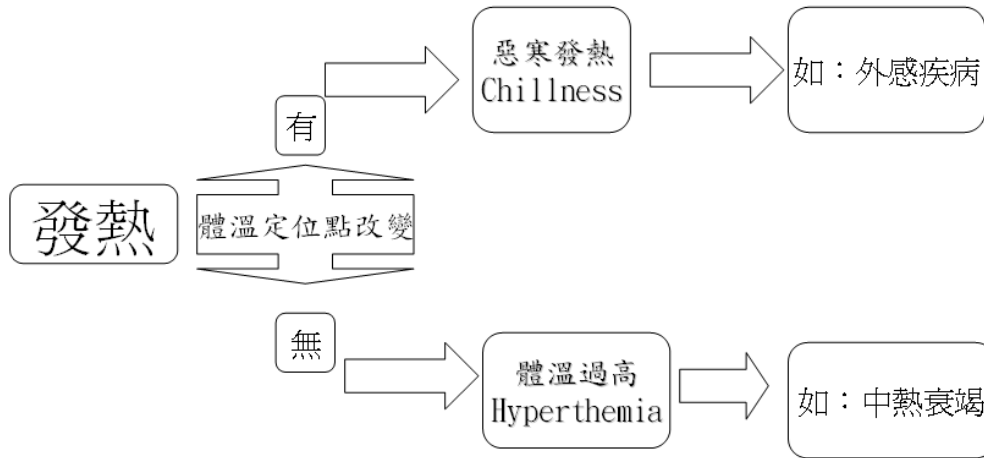 惡寒發熱
Chillness
如：外感疾病
有
發熱
體溫定位點改變
無
體溫過高
Hyperthemia
如：中熱衰竭